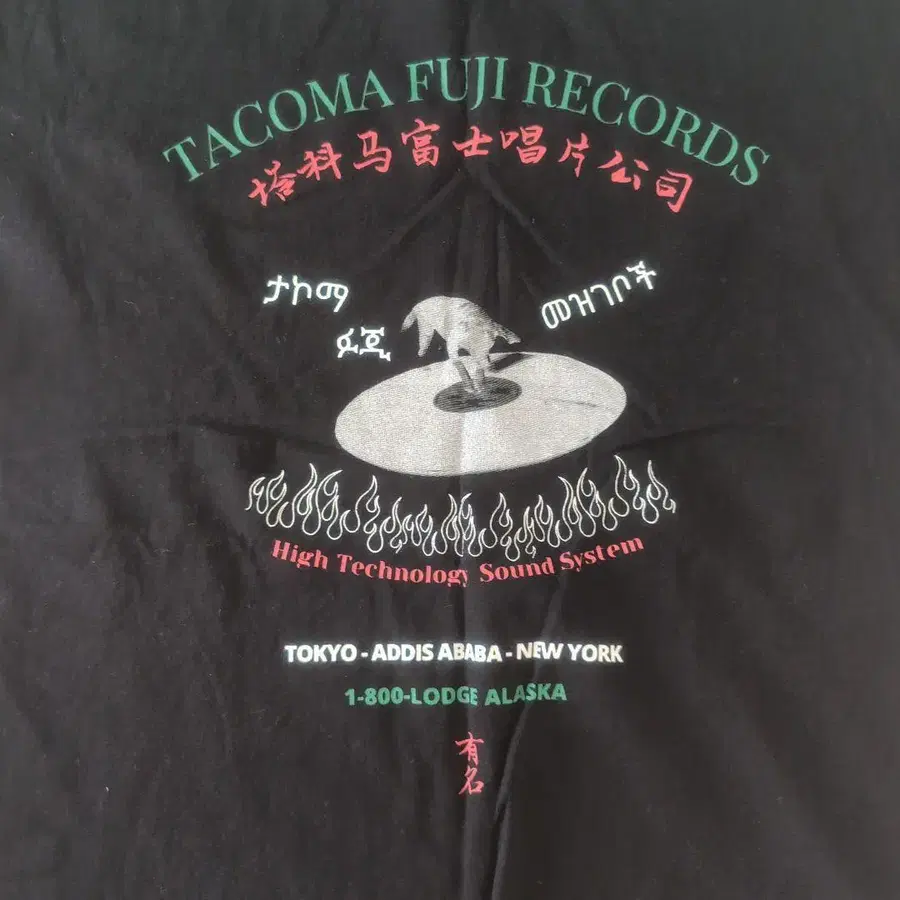 TACOMA FUJI RECORDS
塔科马富士唱片公司
ታኮማ
ፊጂ
መዝገቦች
High Technology Sound System
TOKYO - ADDIS ABABA - NEW YORK
1-800-LODGE ALASKA
有名